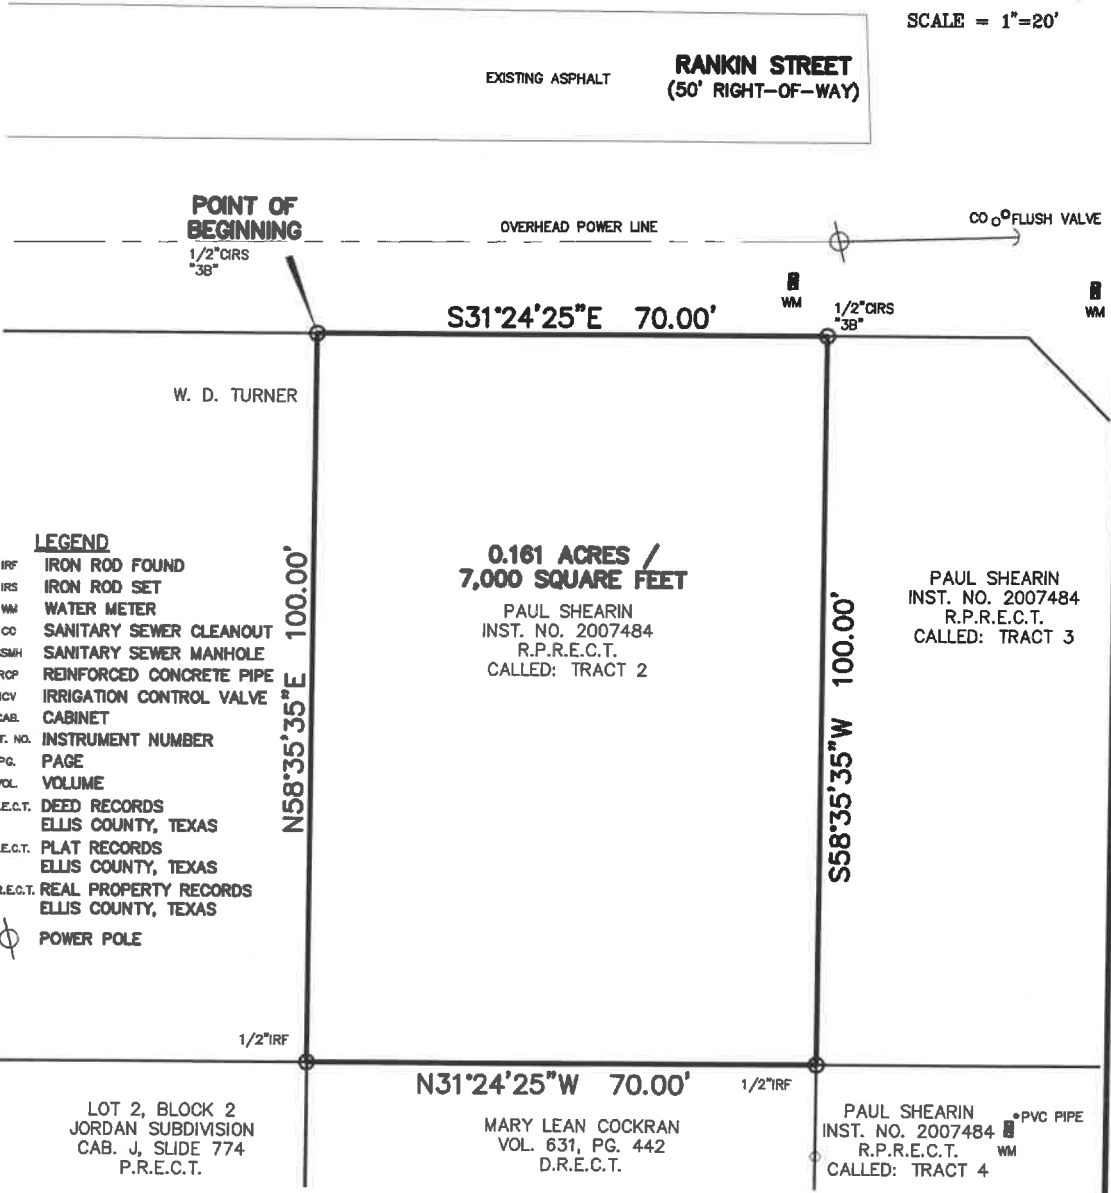 SCALE = 1"=20'
EXISTING ASPHALT
RANKIN STREET
(50' RIGHT-OF-WAY)
POINT OF
BEGINNING
1/2"CIRS
"3B"
OVERHEAD POWER LINE
CO
FLUSH VALVE
WM
WM
1/2"CIRS
"3B"
S31°24'25"E 70.00'
W. D. TURNER
LEGEND
IRF IRON ROD FOUND
IRS IRON ROD SET
WM WATER METER
CO SANITARY SEWER CLEANOUT
SSMH SANITARY SEWER MANHOLE
RCP REINFORCED CONCRETE PIPE
ICV IRRIGATION CONTROL VALVE
CAB. CABINET
T. NO. INSTRUMENT NUMBER
PG. PAGE
VOL. VOLUME
.E.C.T. DEED RECORDS
ELLIS COUNTY, TEXAS
.E.C.T. PLAT RECORDS
ELLIS COUNTY, TEXAS
R.E.C.T. REAL PROPERTY RECORDS
ELLIS COUNTY, TEXAS
POWER POLE
N58°35'35"E 100.00'
0.161 ACRES /
7,000 SQUARE FEET
PAUL SHEARIN
INST. NO. 2007484
R.P.R.E.C.T.
CALLED: TRACT 2
S58°35'35"W 100.00'
PAUL SHEARIN
INST. NO. 2007484
R.P.R.E.C.T.
CALLED: TRACT 3
1/2"IRF
N31°24'25"W 70.00'
1/2"IRF
LOT 2, BLOCK 2
JORDAN SUBDIVISION
CAB. J, SLIDE 774
P.R.E.C.T.
MARY LEAN COCKRAN
VOL. 631, PG. 442
D.R.E.C.T.
PAUL SHEARIN
INST. NO. 2007484
R.P.R.E.C.T.
CALLED: TRACT 4
PVC PIPE
WM